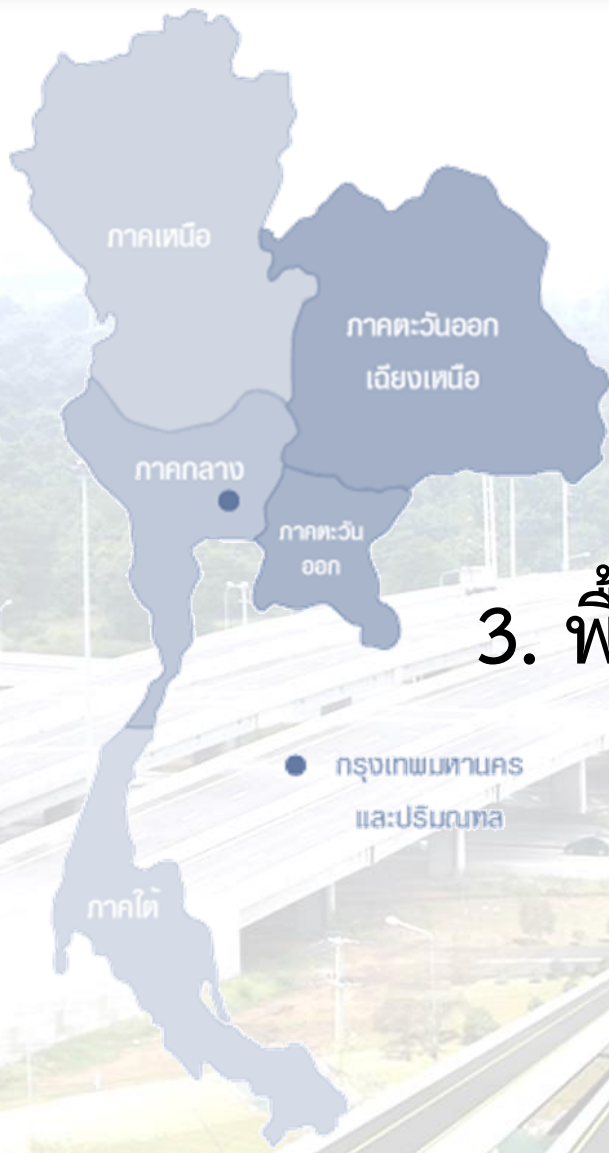 ภาคเหนือ
ภาคตะวันออก
เฉียงเหนือ
ภาคกลาง
ภาคตะวัน
ออก
3. พื้
กรุงเทพมหานคร
และปริมณฑล
ภาคใต้